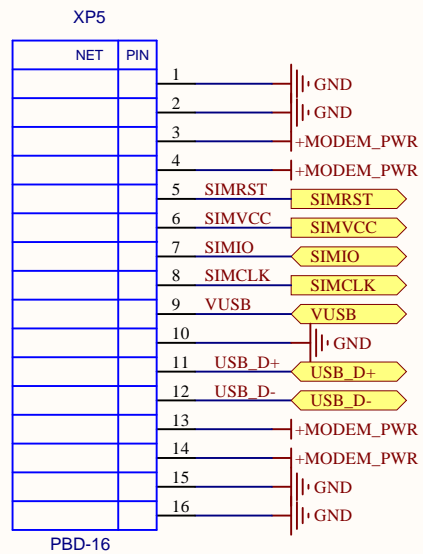 XP5
NET PIN
1 GND
2 GND
3 +MODEM_PWR
4 +MODEM_PWR
5 SIMRST SIMRST
6 SIMVCC SIMVCC
7 SIMIO SIMIO
8 SIMCLK SIMCLK
9 VUSB VUSB
10 GND
11 USB_D+ USB_D+
12 USB_D- USB_D-
13 +MODEM_PWR
14 +MODEM_PWR
15 GND
16 GND
PBD-16